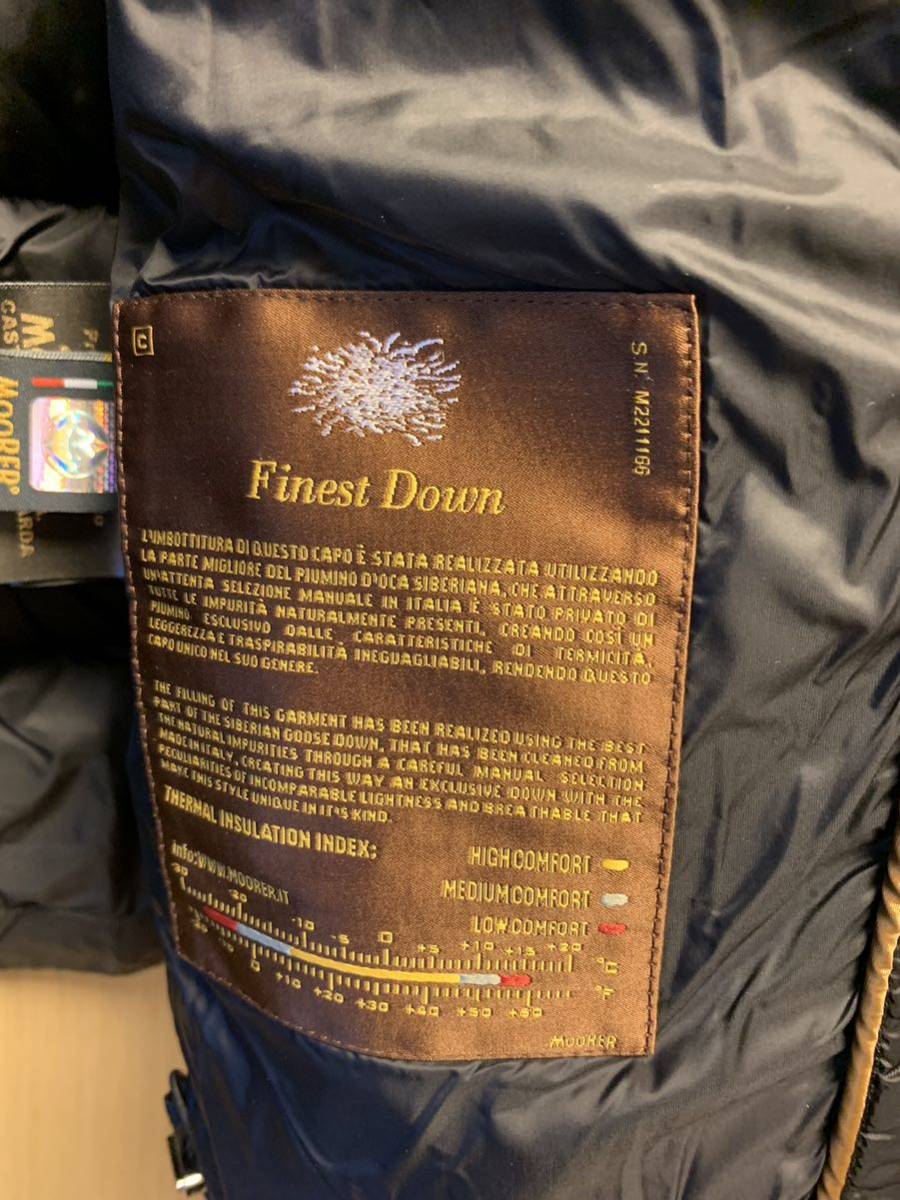 C
S.N° M2211166
Finest Down
L'IMBOTTITURA DI QUESTO CAPO È STATA REALIZZATA UTILIZZANDO
LA PARTE MIGLIORE DEL PIUMINO D'OCA SIBERIANA, CHE ATTRAVERSO
UN'ATTENTA SELEZIONE MANUALE IN ITALIA È STATO PRIVATO DI
TUTTE LE IMPURITÀ NATURALMENTE PRESENTI, CREANDO COSÌ UN
PIUMINO ESCLUSIVO DALLE CARATTERISTICHE DI TERMICITÀ,
LEGGEREZZA E TRASPIRABILITÀ INEGUAGLIABILI, RENDENDO QUESTO
CAPO UNICO NEL SUO GENERE.
THE FILLING OF THIS GARMENT HAS BEEN REALIZED USING THE BEST
PART OF THE SIBERIAN GOOSE DOWN, THAT HAS BEEN CLEANED FROM
THE NATURAL IMPURITIES THROUGH A CAREFUL MANUAL SELECTION
MADE IN ITALY, CREATING THIS WAY AN EXCLUSIVE DOWN WITH THE
PECULIARITIES OF INCOMPARABLE LIGHTNESS AND BREATHABLE THAT
MAKE THIS STYLE UNIQUE IN IT'S KIND.
THERMAL INSULATION INDEX:
info:WWW.MOORER.IT
HIGH COMFORT
MEDIUM COMFORT
LOW COMFORT
-30 -20 -10 -5 0 +5 +10 +15 +20 °C
-20 -10 0 +10 +20 +30 +40 +50 +60 °F
MOORER
MOORER
M
CAS
ARDA